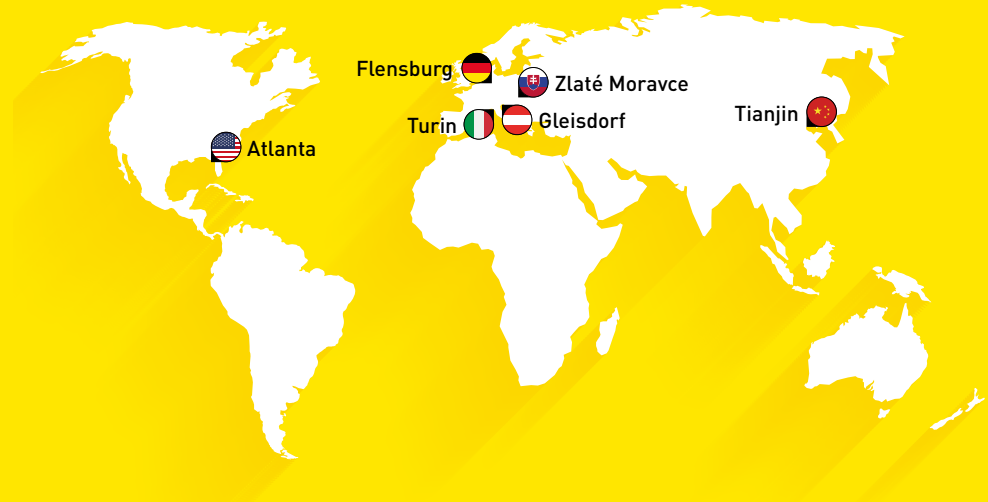 Flensburg
Zlaté Moravce
Tianjin
Turin
Gleisdorf
Atlanta